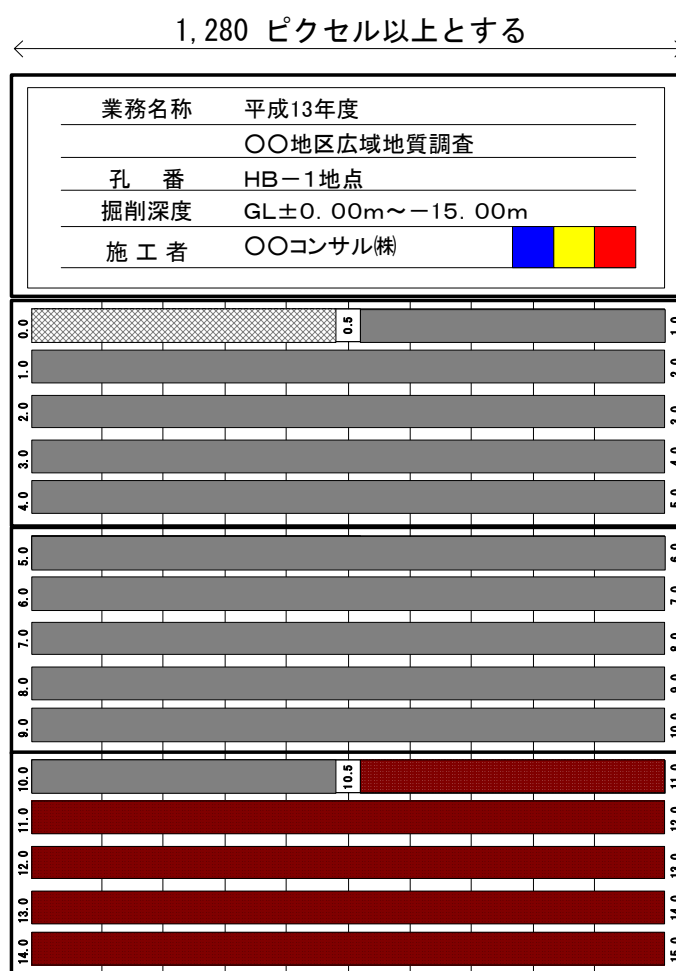 1,280 ピクセル以上とする
業務名称 平成13年度
〇〇地区広域地質調査
孔 番 HB－1地点
掘削深度 GL±0．00m～－15．00m
施工者 〇〇コンサル㈱
0.0 0.5 1.0
1.0 2.0
2.0 3.0
3.0 4.0
4.0 5.0
5.0 6.0
6.0 7.0
7.0 8.0
8.0 9.0
9.0 10.0
10.0 10.5 11.0
11.0 12.0
12.0 13.0
13.0 14.0
14.0 15.0